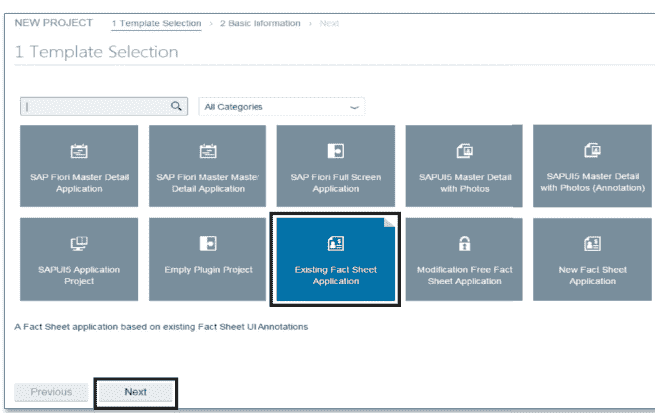 NEW PROJECT 1 Template Selection > 2 Basic Information > Next
1 Template Selection
All Categories
SAP Fiori Master Detail
Application
SAP Fiori Master Master
Detail Application
SAP Fiori Full Screen
Application
SAPUI5 Master Detail
with Photos
SAPUI5 Master Detail
with Photos (Annotation)
SAPUI5 Application
Project
Empty Plugin Project
Existing Fact Sheet
Application
Modification Free Fact
Sheet Application
New Fact Sheet
Application
A Fact Sheet application based on existing Fact Sheet UI Annotations
Previous Next